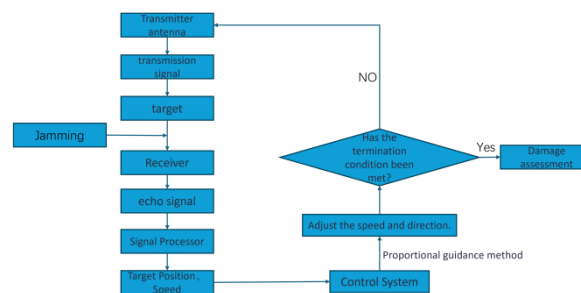 Transmitter
antenna
transmission
signal
target
Jamming
Receiver
echo signal
Signal Processor
Target Position、
Speed
Control System
Proportional guidance method
Adjust the speed and direction.
Has the
termination
condition been
met?
NO
Yes
Damage
assessment